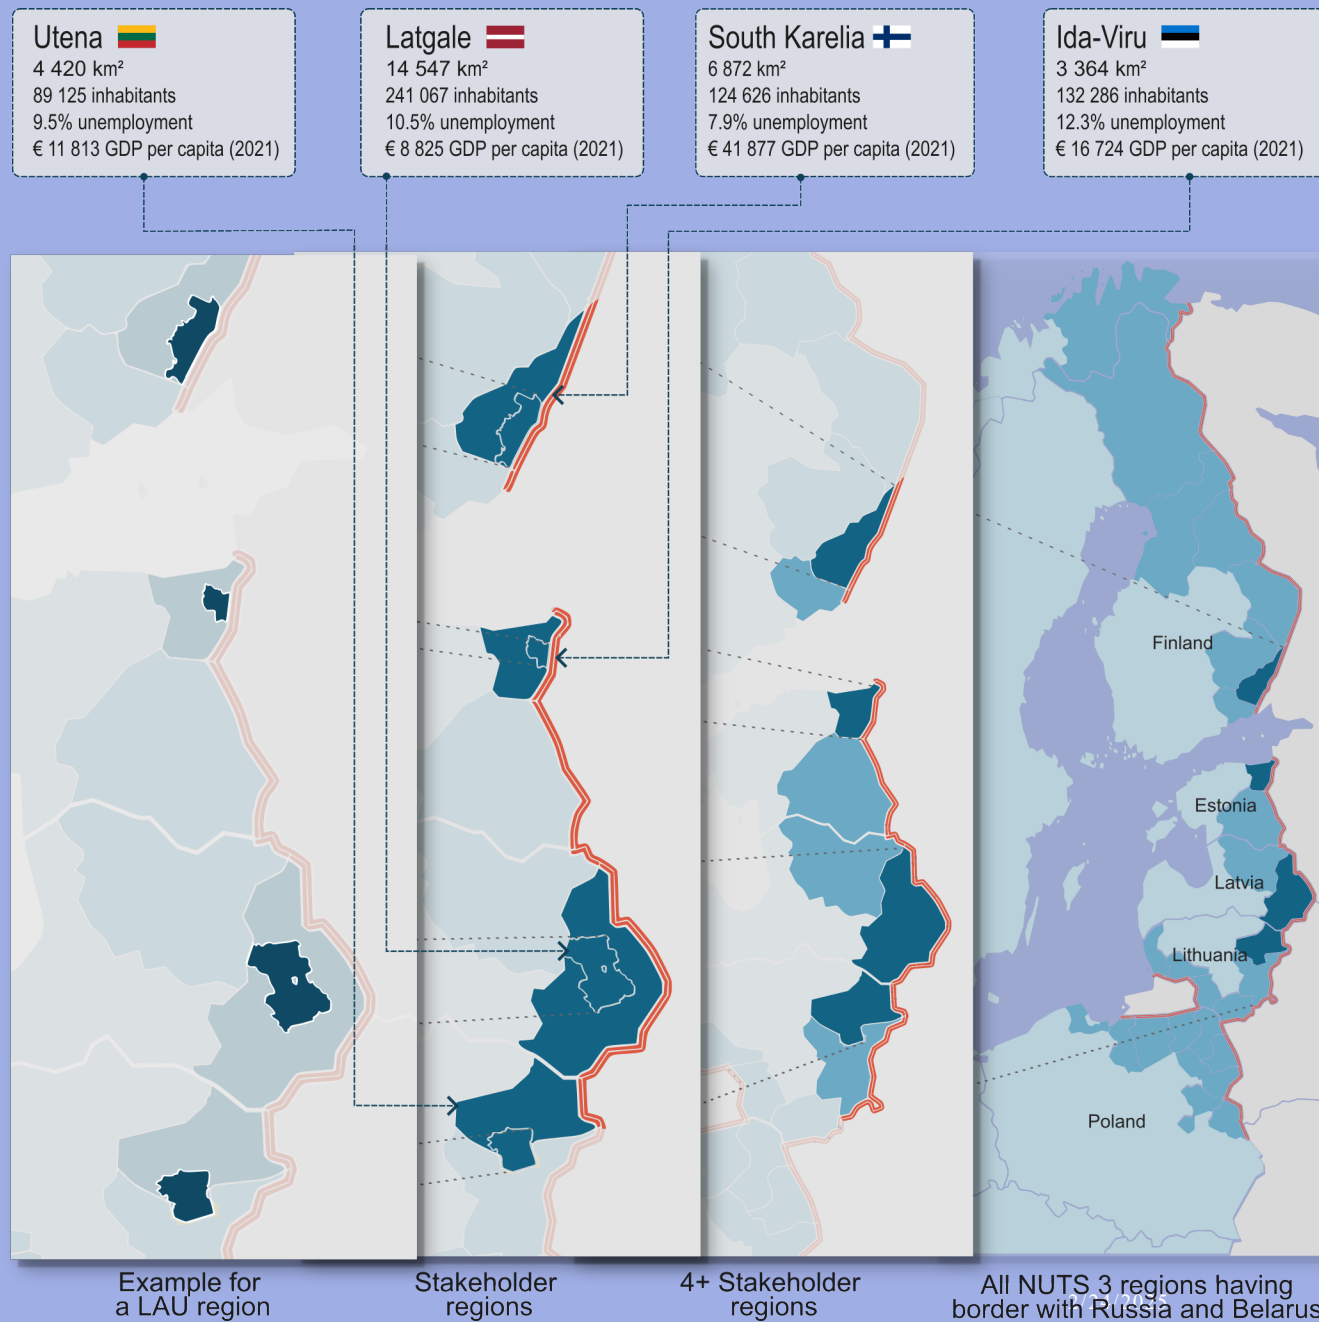 Utena
4 420 km²
89 125 inhabitants
9.5% unemployment
€ 11 813 GDP per capita (2021)
Latgale
14 547 km²
241 067 inhabitants
10.5% unemployment
€ 8 825 GDP per capita (2021)
South Karelia
6 872 km²
124 626 inhabitants
7.9% unemployment
€ 41 877 GDP per capita (2021)
Ida-Viru
3 364 km²
132 286 inhabitants
12.3% unemployment
€ 16 724 GDP per capita (2021)
Finland
Estonia
Latvia
Lithuania
Poland
Example for
a LAU region
Stakeholder
regions
4+ Stakeholder
regions
All NUTS 3 regions having
border with Russia and Belarus